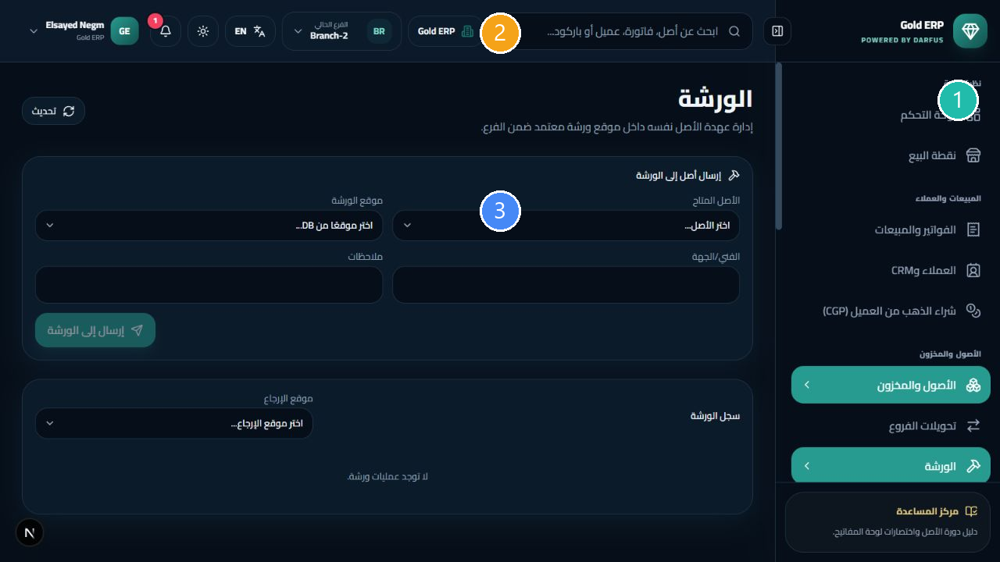 Gold ERP
POWERED BY DARFUS
ابحث عن أصل، فاتورة، عميل أو باركود...
2
Gold ERP
BR
الفرع الحالي
Branch-2
EN
1
GE
Elsayed Negm
Gold ERP
1
التحكم
نقطة البيع
المبيعات والعملاء
الفواتير والمبيعات
العملاء وCRM
شراء الذهب من العميل (CGP)
الأصول والمخزون
الأصول والمخزون
تحويلات الفروع
الورشة
مركز المساعدة
دليل دورة الأصل واختصارات لوحة المفاتيح.
الورشة
إدارة عهدة الأصل نفسه داخل موقع ورشة معتمد ضمن الفرع.
تحديث
إرسال أصل إلى الورشة
الأصل المتاح
موقع الورشة
3
اختر الأصل...
اختر موقعًا من DB...
الفني/الجهة
ملاحظات
إرسال إلى الورشة
سجل الورشة
موقع الإرجاع
اختر موقع الإرجاع...
لا توجد عمليات ورشة.
N